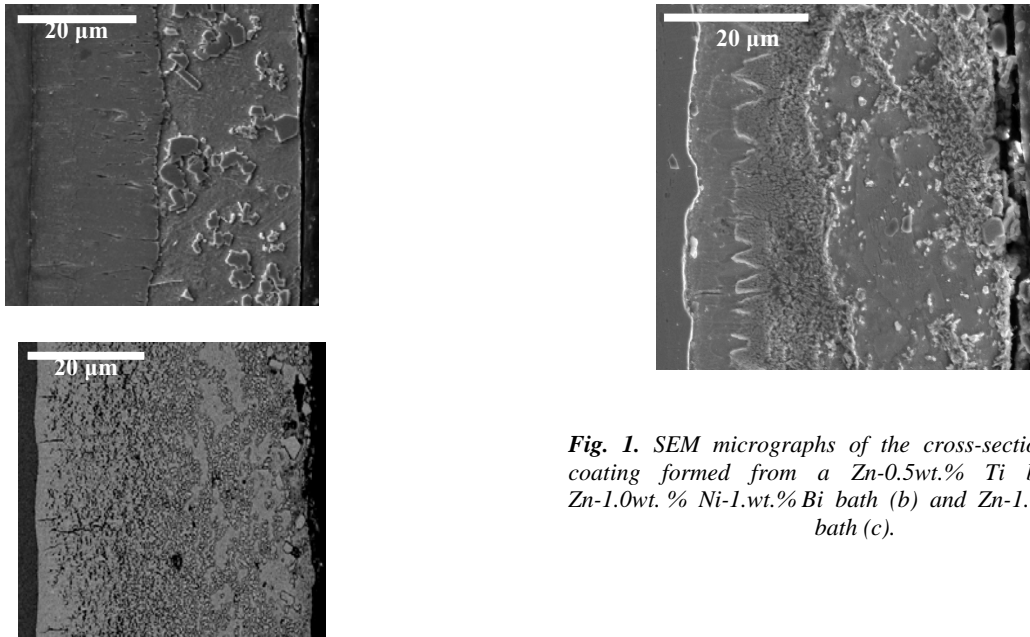 20 µm
20 µm
20 µm
Fig. 1. SEM micrographs of the cross-sectio
coating formed from a Zn-0.5wt.% Ti
Zn-1.0wt. % Ni-1.wt.% Bi bath (b) and Zn-1.
bath (c).